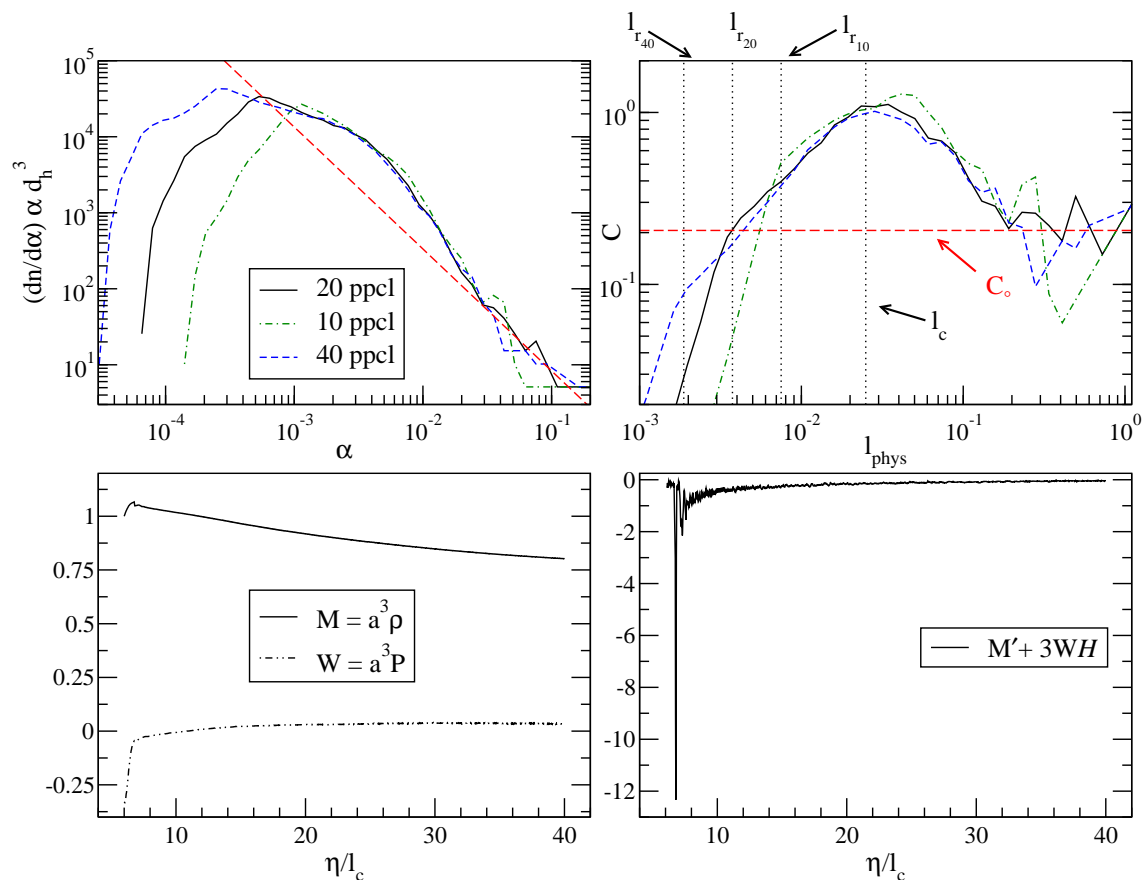 l_r40 l_r20 l_r10
10^5
10^4
10^3
10^2
10^1
(dn/dα) α d_h^3
20 ppcl
10 ppcl
40 ppcl
10^-4 10^-3 10^-2 10^-1
α
10^0
10^-1
C
C_o
l_c
10^-3 10^-2 10^-1 10^0
l_phys
1
0.75
0.5
0.25
0
-0.25
M = a^3ρ
W = a^3P
10 20 30 40
η/l_c
0
-2
-4
-6
-8
-10
-12
M′+ 3WH
10 20 30 40
η/l_c